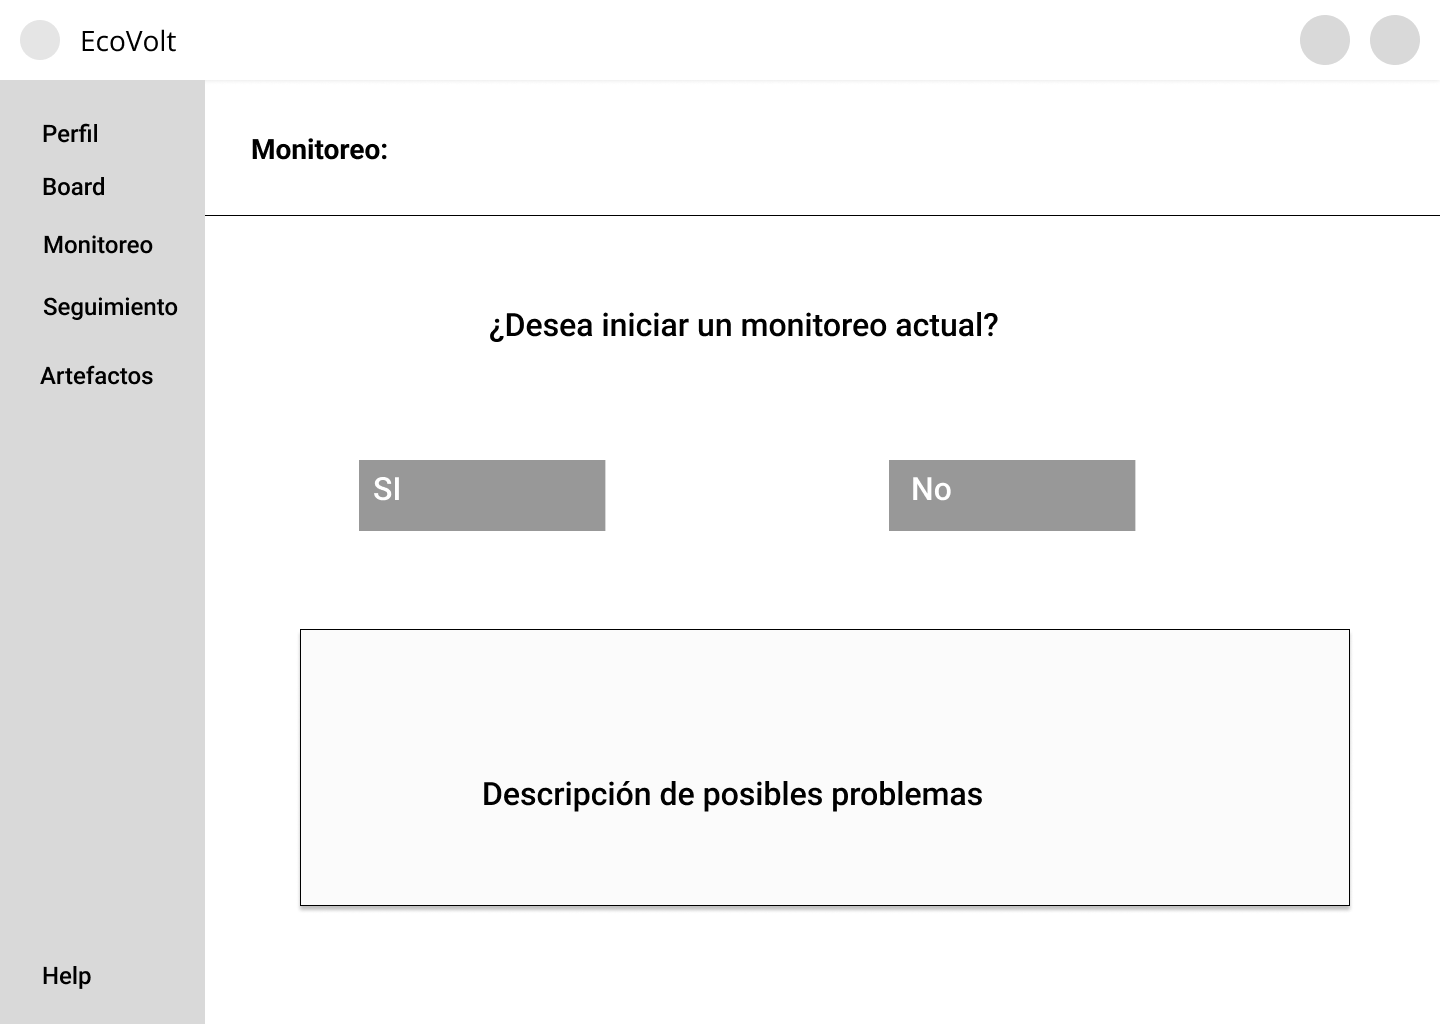 EcoVolt
Perfil
Board
Monitoreo
Seguimiento
Artefactos
Help
Monitoreo:
¿Desea iniciar un monitoreo actual?
SI
No
Descripción de posibles problemas